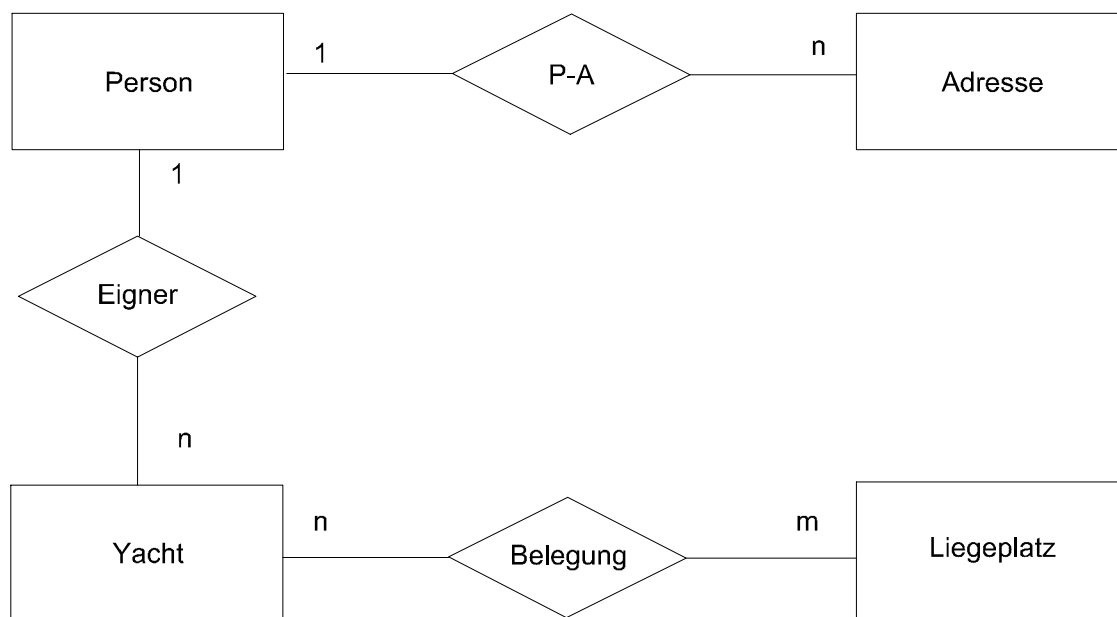 Person
1
P-A
n
Adresse
1
Eigner
n
Yacht
n
Belegung
m
Liegeplatz